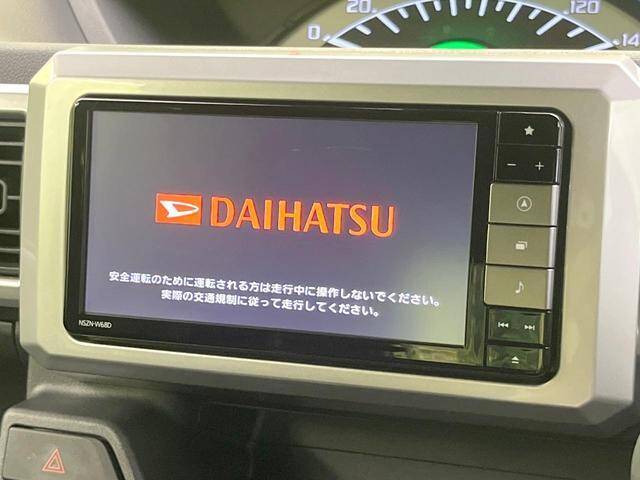 0
120
14
DAIHATSU
安全運転のために運転される方は走行中に操作しないでください。
実際の交通規制に従って走行してください。
NSZN-W68D